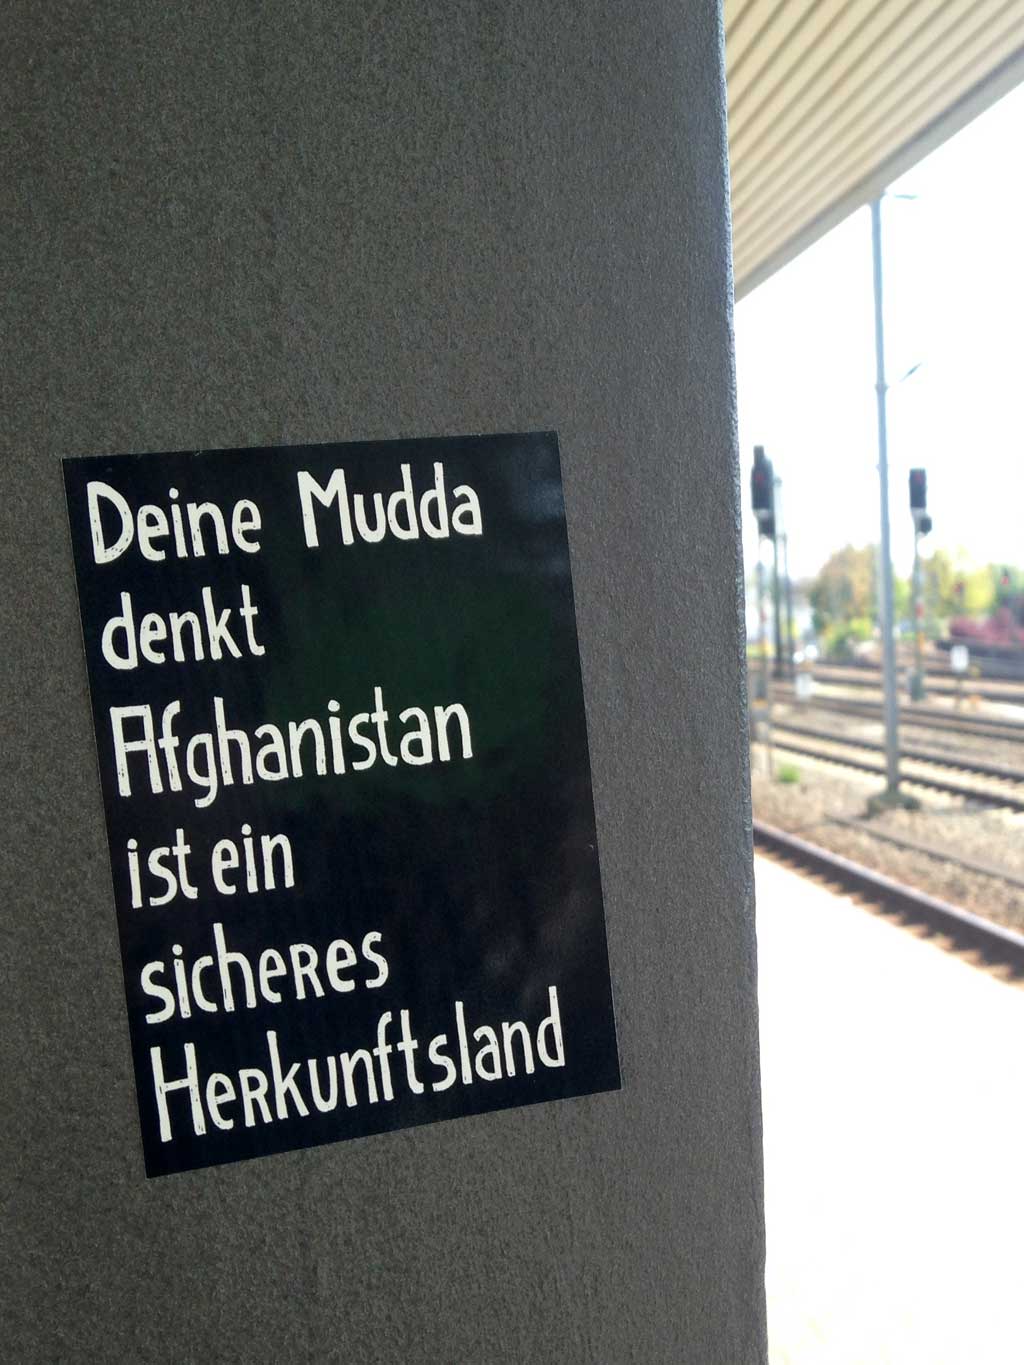 Deine Mudda
denkt
Afghanistan
ist ein
sicheres
Herkunftsland